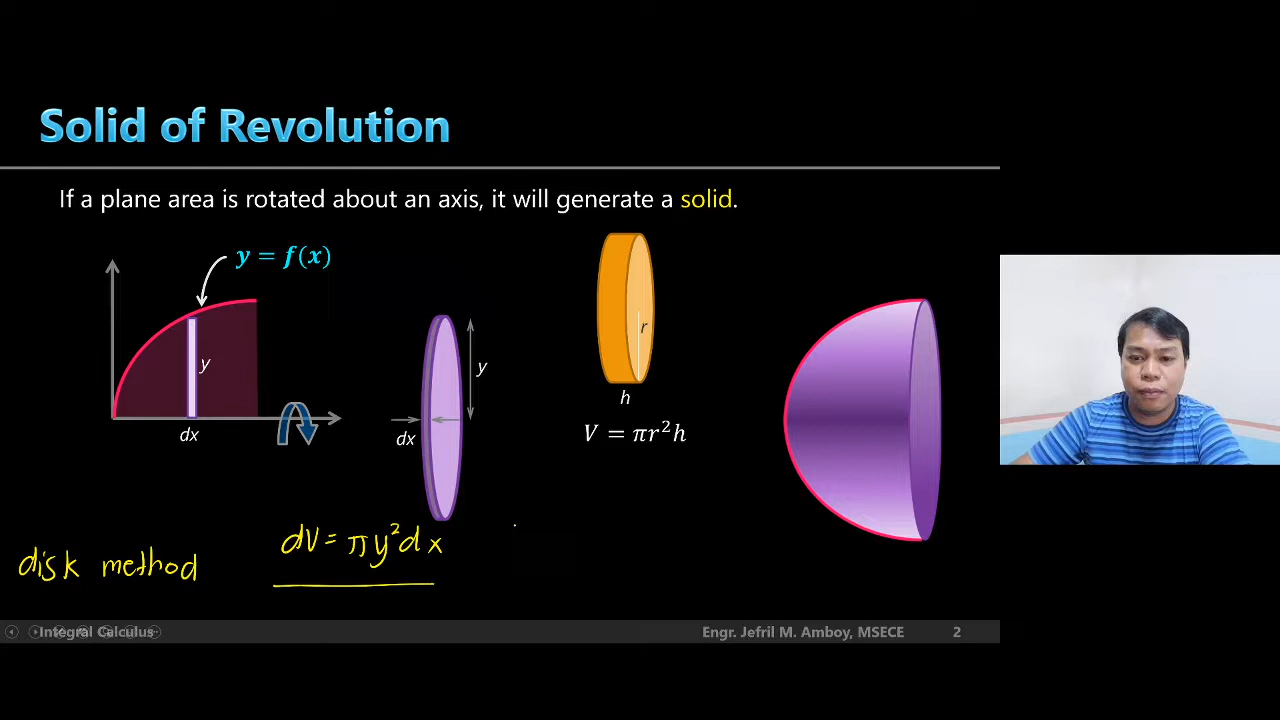 Solid of Revolution
If a plane area is rotated about an axis, it will generate a solid.
y = f(x)
y
dx
y
dx
r
h
V = πr²h
dV = πy²dx
disk method
Integral Calculus
Engr. Jefril M. Amboy, MSECE
2